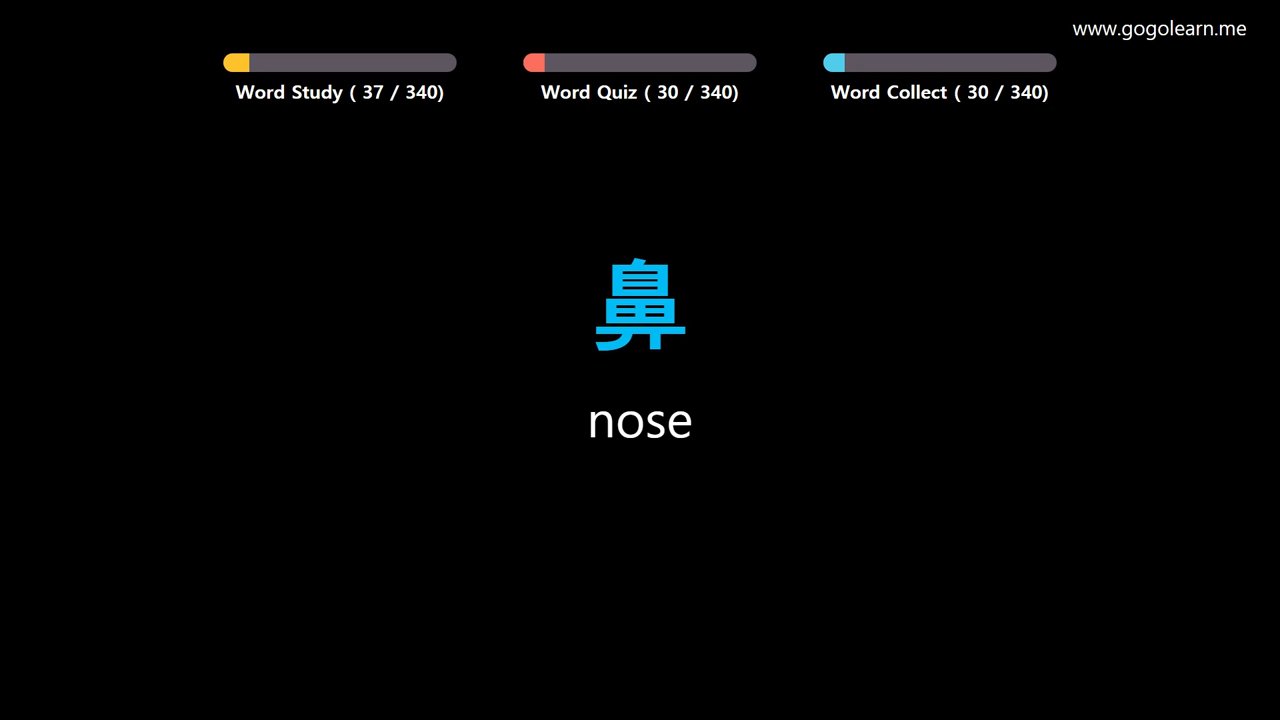 www.gogolearn.me
Word Study ( 37 / 340)
Word Quiz ( 30 / 340)
Word Collect ( 30 / 340)
鼻
nose